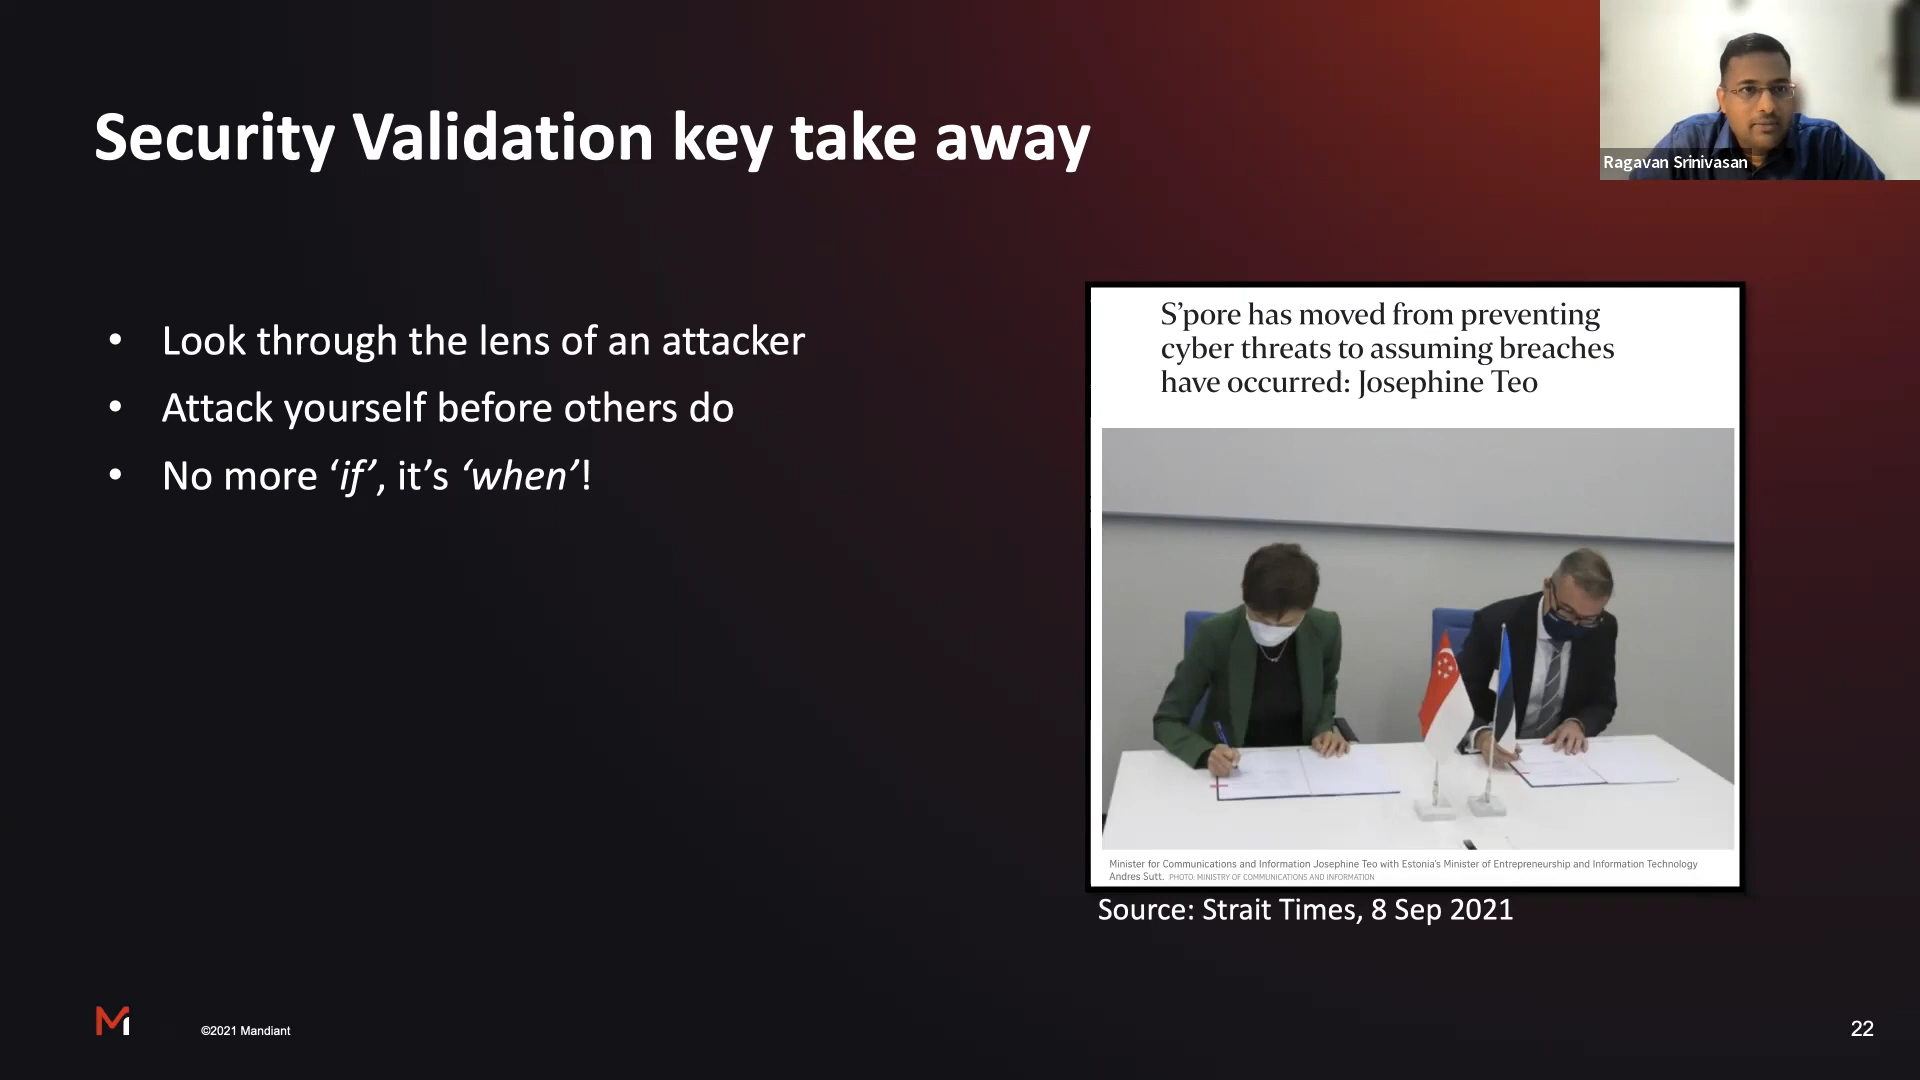 Security Validation key take away
Ragavan Srinivasan
• Look through the lens of an attacker
• Attack yourself before others do
• No more ‘if’, it’s ‘when’!
S’pore has moved from preventing
cyber threats to assuming breaches
have occurred: Josephine Teo
Minister for Communications and Information Josephine Teo with Estonia's Minister of Entrepreneurship and Information Technology
Andres Sutt. PHOTO: MINISTRY OF COMMUNICATIONS AND INFORMATION
Source: Strait Times, 8 Sep 2021
©2021 Mandiant
22